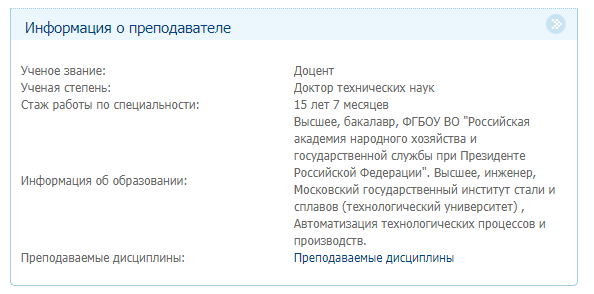 Информация о преподавателе
Ученое звание: Доцент
Ученая степень: Доктор технических наук
Стаж работы по специальности: 15 лет 7 месяцев
Информация об образовании:
Высшее, бакалавр, ФГБОУ ВО "Российская
академия народного хозяйства и
государственной службы при Президенте
Российской Федерации". Высшее, инженер,
Московский государственный институт стали и
сплавов (технологический университет) ,
Автоматизация технологических процессов и
производств.
Преподаваемые дисциплины: Преподаваемые дисциплины